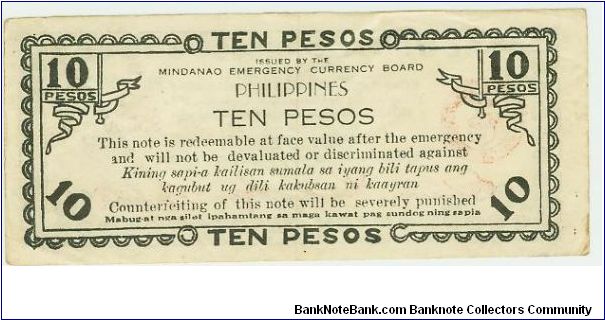 TEN PESOS
10 PESOS
10 PESOS
ISSUED BY THE
MINDANAO EMERGENCY CURRENCY BOARD
PHILIPPINES
TEN PESOS
This note is redeemable at face value after the emergency
and will not be devaluated or discriminated against
Kining sapi-a kailisan sumala sa iyang bili tapus ang
kagubut ug dili kakubsan ni kaayran
Counterfeiting of this note will be severely punished
Mabug-at nga silot ipahamtang sa maga kawat pag sundog ning sapia
10
10
TEN PESOS
BankNoteBank.com Banknote Collectors Community